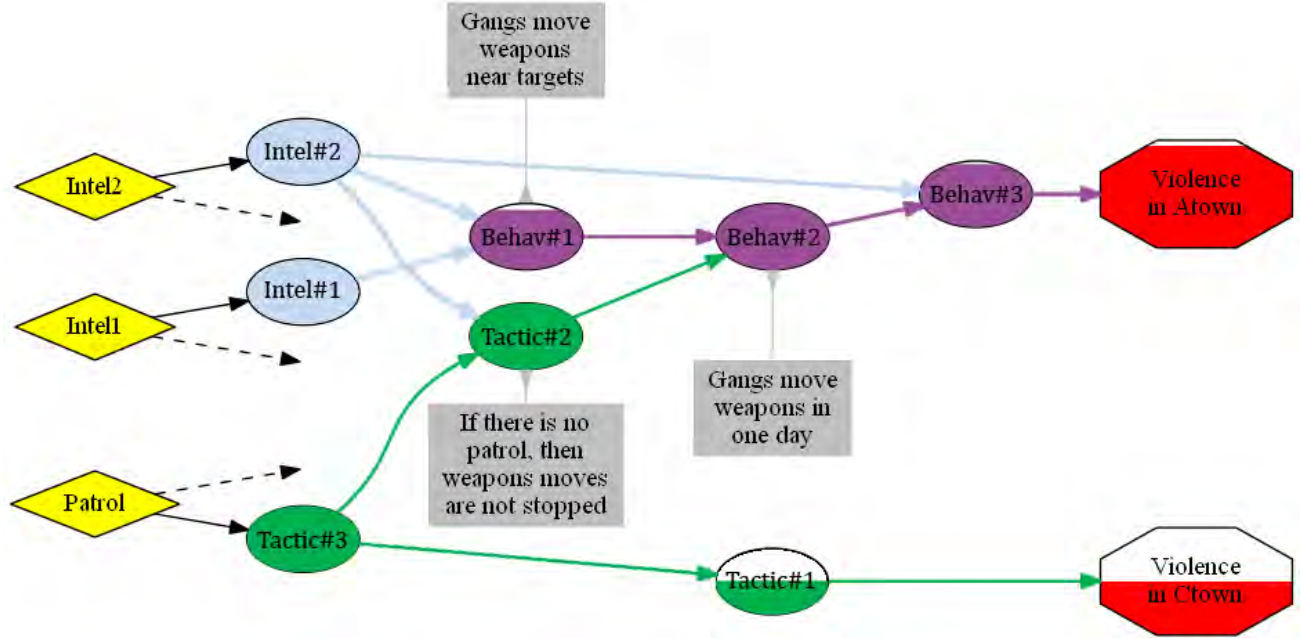 Gangs move
weapons
near targets
Intel#2
Intel2
Behav#3
Violence
in Atown
Behav#1
Behav#2
Intel#1
Intel1
Tactic#2
Gangs move
weapons in
one day
If there is no
patrol, then
weapons moves
are not stopped
Patrol
Tactic#3
Tactic#1
Violence
in Ctown